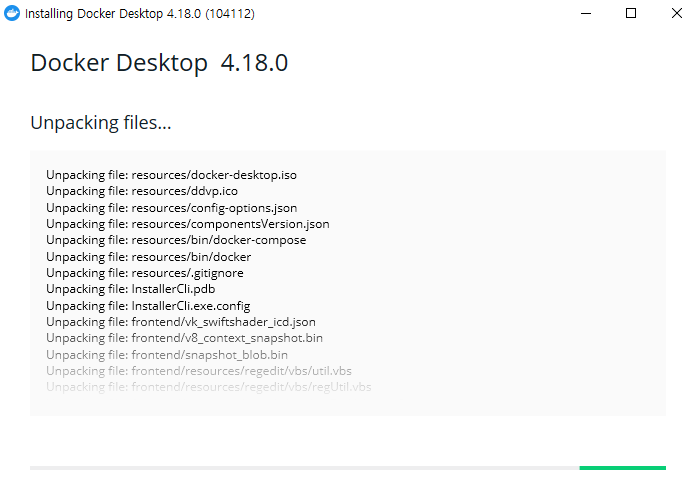 Installing Docker Desktop 4.18.0 (104112)
Docker Desktop 4.18.0
Unpacking files...
Unpacking file: resources/docker-desktop.iso
Unpacking file: resources/ddvp.ico
Unpacking file: resources/config-options.json
Unpacking file: resources/componentsVersion.json
Unpacking file: resources/bin/docker-compose
Unpacking file: resources/bin/docker
Unpacking file: resources/.gitignore
Unpacking file: InstallerCli.pdb
Unpacking file: InstallerCli.exe.config
Unpacking file: frontend/vk_swiftshader_icd.json
Unpacking file: frontend/v8_context_snapshot.bin
Unpacking file: frontend/snapshot_blob.bin
Unpacking file: frontend/resources/regedit/vbs/util.vbs
Unpacking file: frontend/resources/regedit/vbs/regUtil.vbs